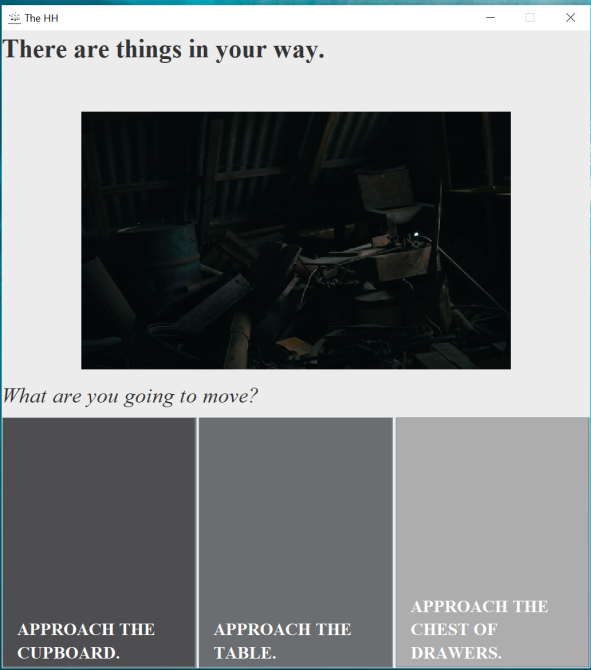 The HH
There are things in your way.
What are you going to move?
APPROACH THE
CUPBOARD.
APPROACH THE
TABLE.
APPROACH THE
CHEST OF
DRAWERS.